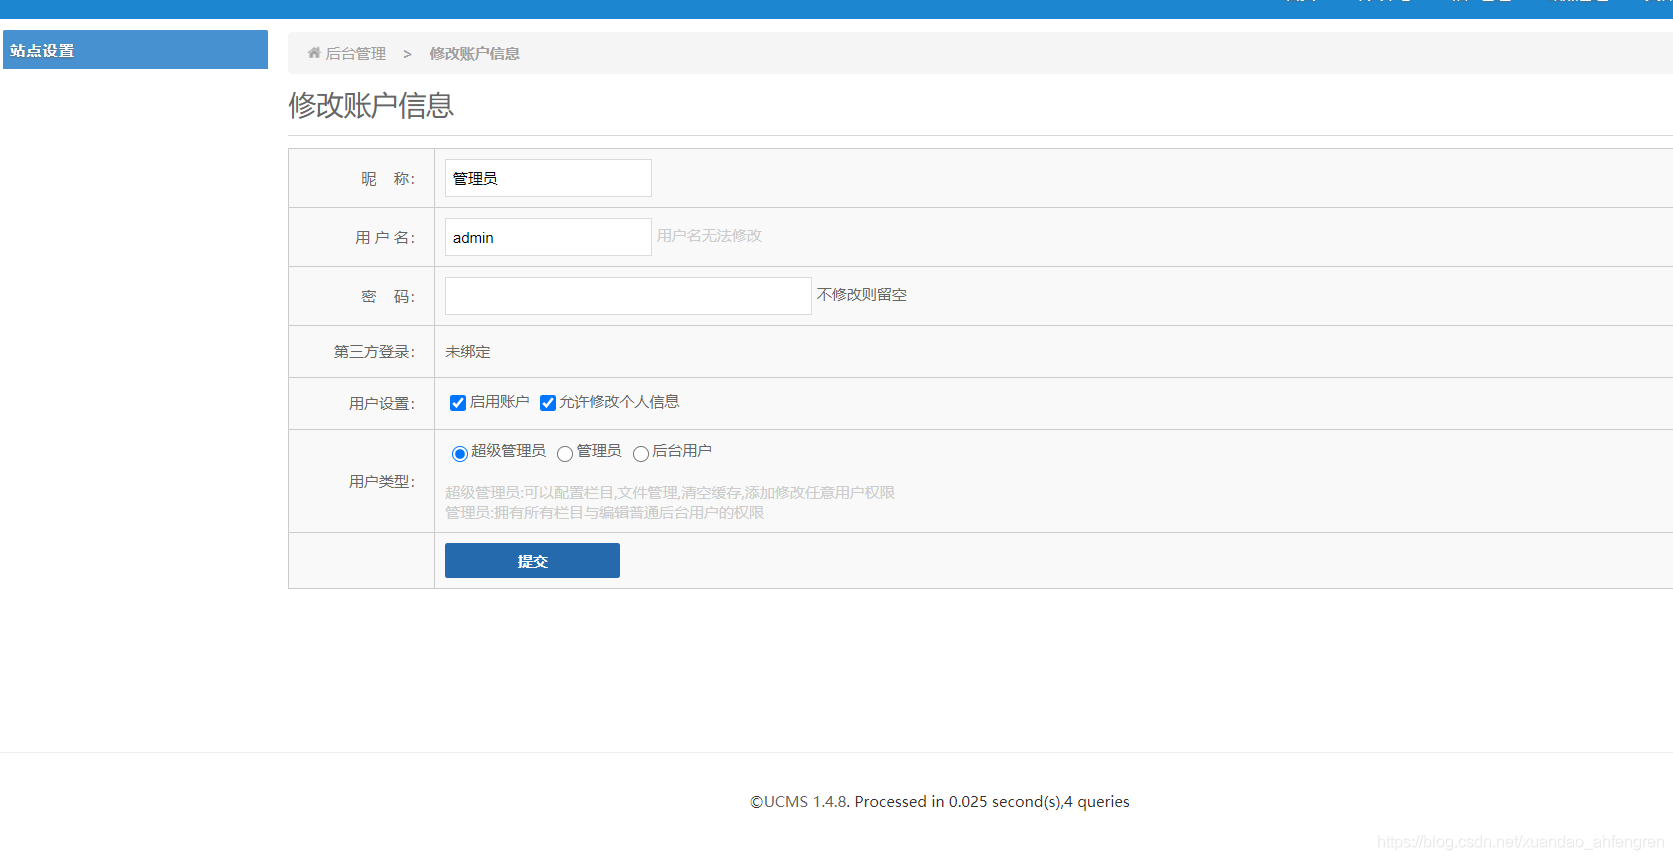 站点设置
后台管理 > 修改账户信息
修改账户信息
昵 称：
管理员
用 户 名：
admin
用户名无法修改
密 码：
不修改则留空
第三方登录：
未绑定
用户设置：
启用账户 允许修改个人信息
用户类型：
超级管理员 管理员 后台用户
超级管理员:可以配置栏目,文件管理,清空缓存,添加修改任意用户权限
管理员:拥有所有栏目与编辑普通后台用户的权限
提交
©UCMS 1.4.8. Processed in 0.025 second(s),4 queries
https://blog.csdn.net/xuandao_ahfengren